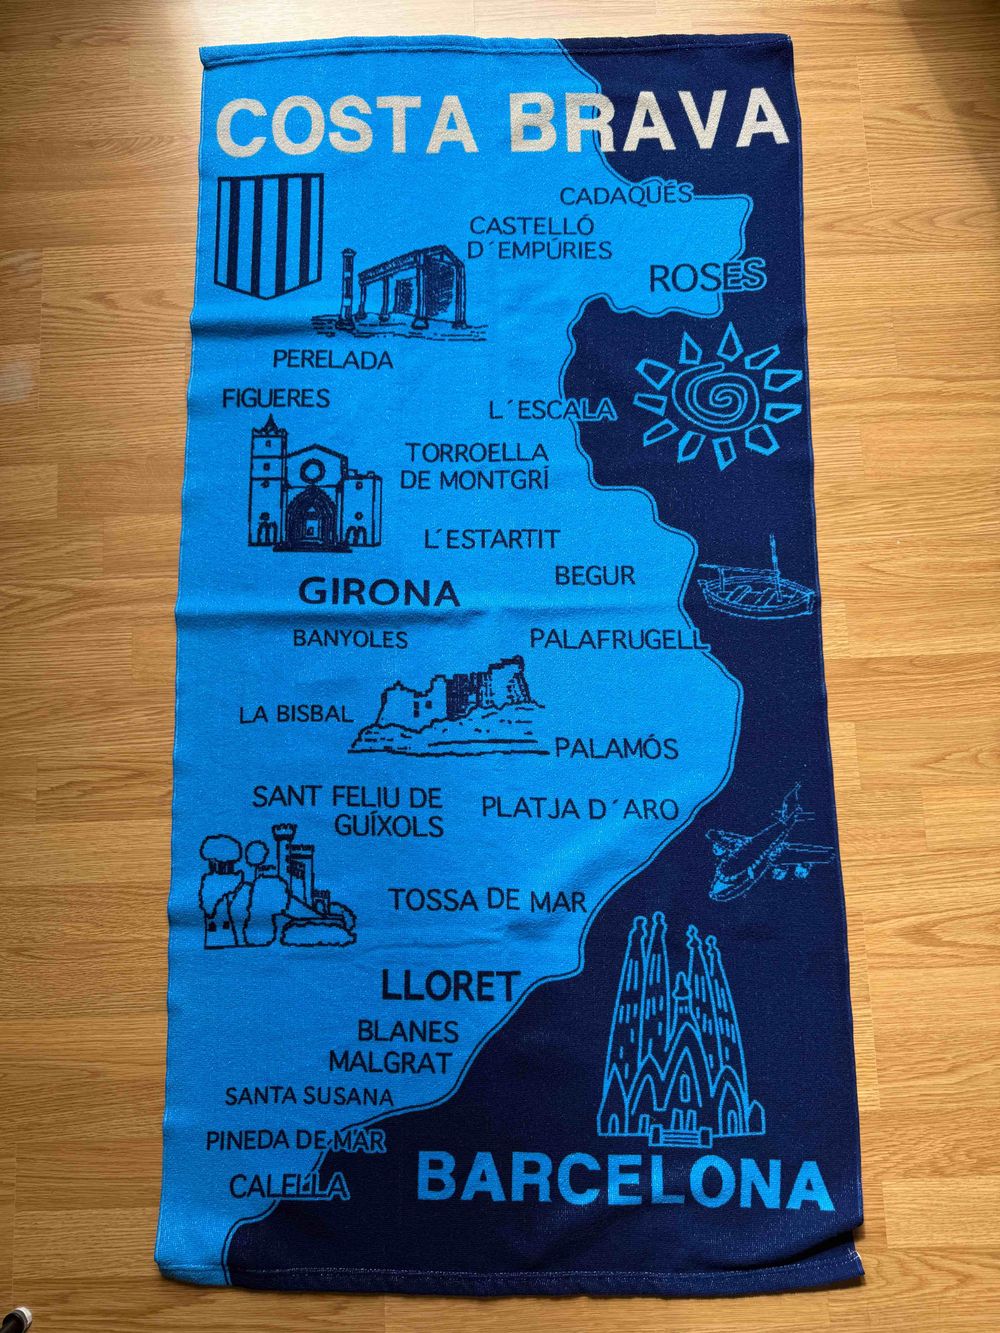 COSTA BRAVA
CADAQUÉS
CASTELLÓ
D´EMPÚRIES
ROSES
PERELADA
FIGUERES
L´ESCALA
TORROELLA
DE MONTGRÍ
L´ESTARTIT
BEGUR
GIRONA
BANYOLES
PALAFRUGELL
LA BISBAL
PALAMÓS
SANT FELIU DE
GUÍXOLS
PLATJA D´ARO
TOSSA DE MAR
LLORET
BLANES
MALGRAT
SANTA SUSANA
PINEDA DE MAR
CALELLA
BARCELONA